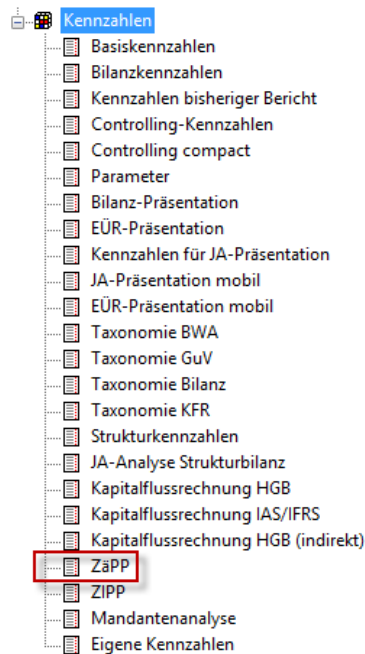 Kennzahlen
Basiskennzahlen
Bilanzkennzahlen
Kennzahlen bisheriger Bericht
Controlling-Kennzahlen
Controlling compact
Parameter
Bilanz-Präsentation
EÜR-Präsentation
Kennzahlen für JA-Präsentation
JA-Präsentation mobil
EÜR-Präsentation mobil
Taxonomie BWA
Taxonomie GuV
Taxonomie Bilanz
Taxonomie KFR
Strukturkennzahlen
JA-Analyse Strukturbilanz
Kapitalflussrechnung HGB
Kapitalflussrechnung IAS/IFRS
Kapitalflussrechnung HGB (indirekt)
ZäPP
ZIPP
Mandantenanalyse
Eigene Kennzahlen